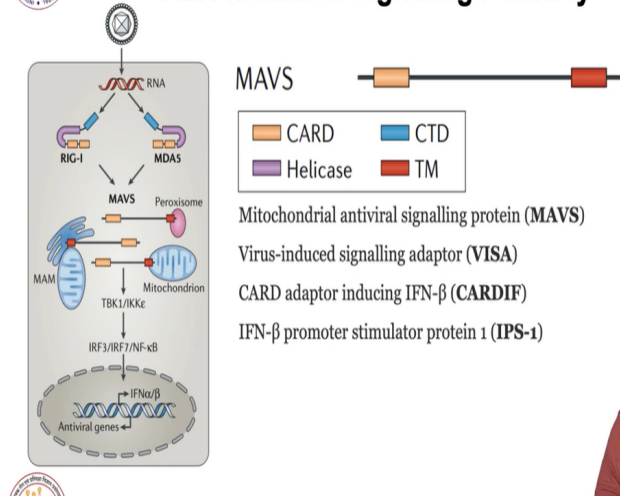 MAVS
CARD
CTD
Helicase
TM
Mitochondrial antiviral signalling protein (MAVS)
Virus-induced signalling adaptor (VISA)
CARD adaptor inducing IFN-β (CARDIF)
IFN-β promoter stimulator protein 1 (IPS-1)
RNA
RIG-I
MDA5
MAVS
Peroxisome
MAM
Mitochondrion
TBK1/IKKε
IRF3/IRF7/NF-κB
IFNα/β
Antiviral genes